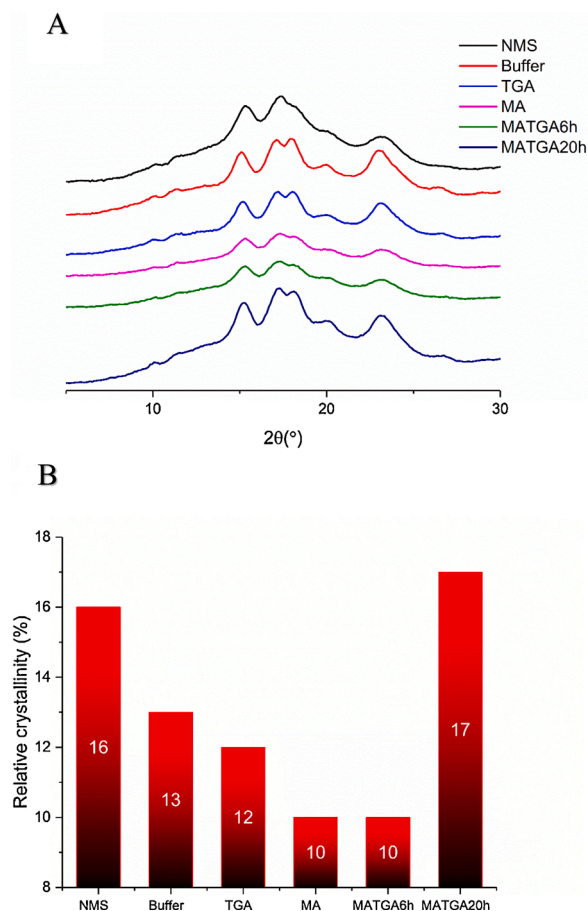 A
NMS
Buffer
TGA
MA
MATGA6h
MATGA20h
10
20
30
2θ(°)
B
18
16
14
12
10
8
Relative crystallinity (%)
16
13
12
10
10
17
NMS
Buffer
TGA
MA
MATGA6h
MATGA20h